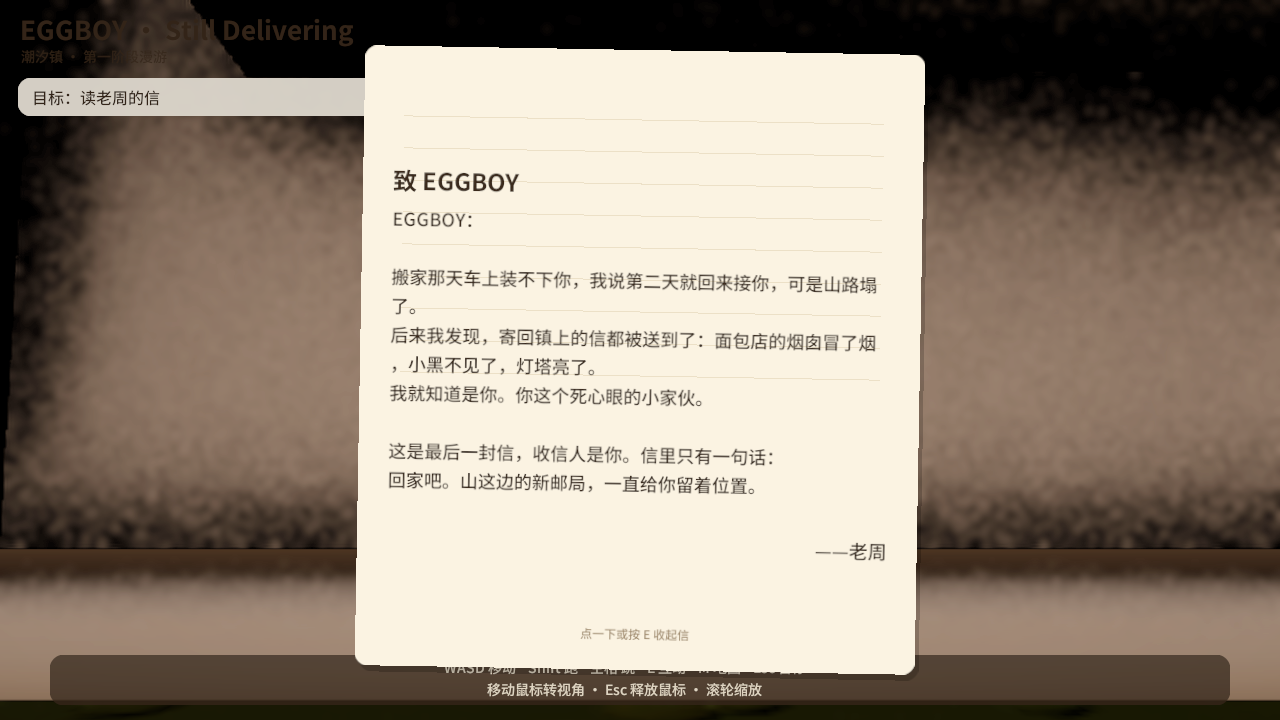 EGGBOY • Still Delivering
潮汐镇 · 第一阶段漫游
目标：读老周的信
致 EGGBOY
EGGBOY：
搬家那天车上装不下你，我说第二天就回来接你，可是山路塌
了。
后来我发现，寄回镇上的信都被送到了：面包店的烟囱冒了烟
，小黑不见了，灯塔亮了。
我就知道是你。你这个死心眼的小家伙。
这是最后一封信，收信人是你。信里只有一句话：
回家吧。山这边的新邮局，一直给你留着位置。
——老周
点一下或按 E 收起信
移动鼠标转视角 • Esc 释放鼠标 • 滚轮缩放